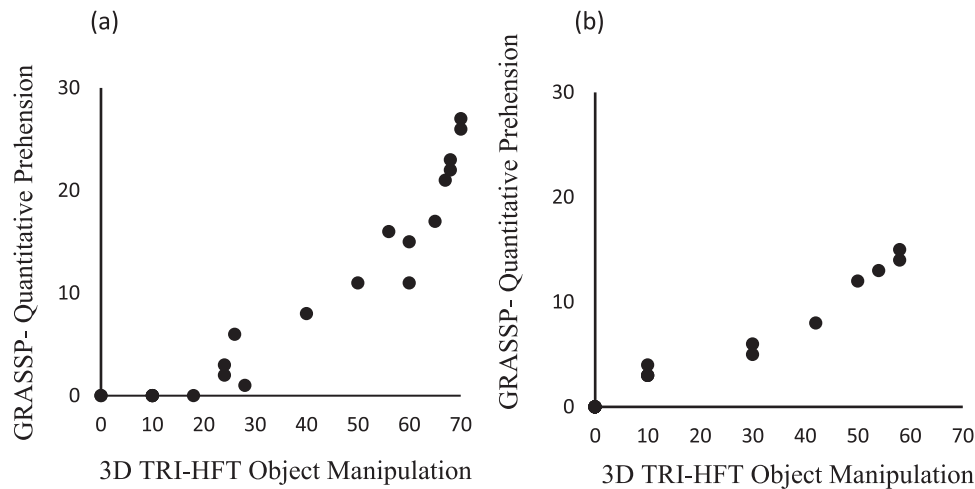 (a)
GRASSP- Quantitative Prehension
30
20
10
0
0 10 20 30 40 50 60 70
3D TRI-HFT Object Manipulation
(b)
GRASSP- Quantitative Prehension
30
20
10
0
0 10 20 30 40 50 60 70
3D TRI-HFT Object Manipulation